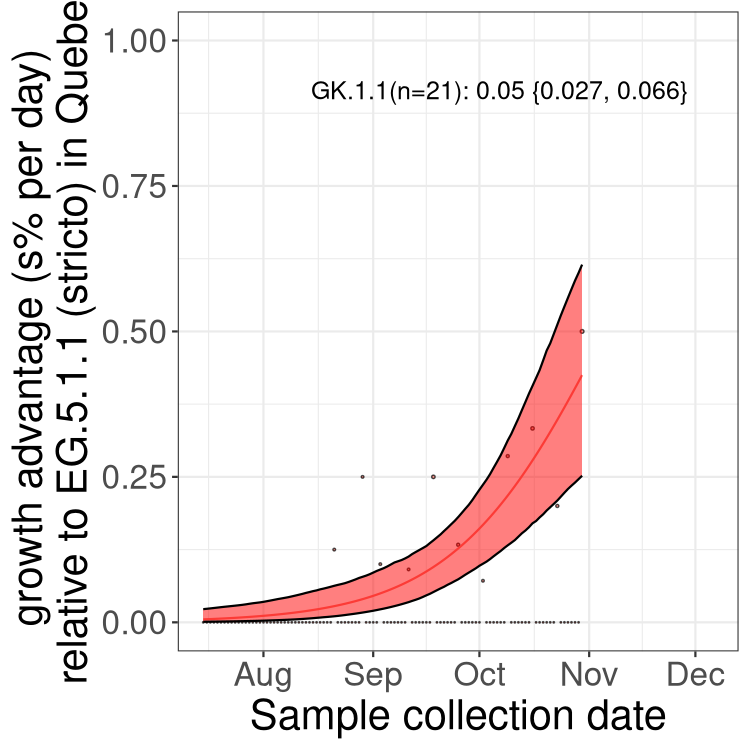 growth advantage (s% per day)
relative to EG.5.1.1 (stricto) in Quebe
1.00
0.75
0.50
0.25
0.00
GK.1.1(n=21): 0.05 {0.027, 0.066}
Aug Sep Oct Nov Dec
Sample collection date